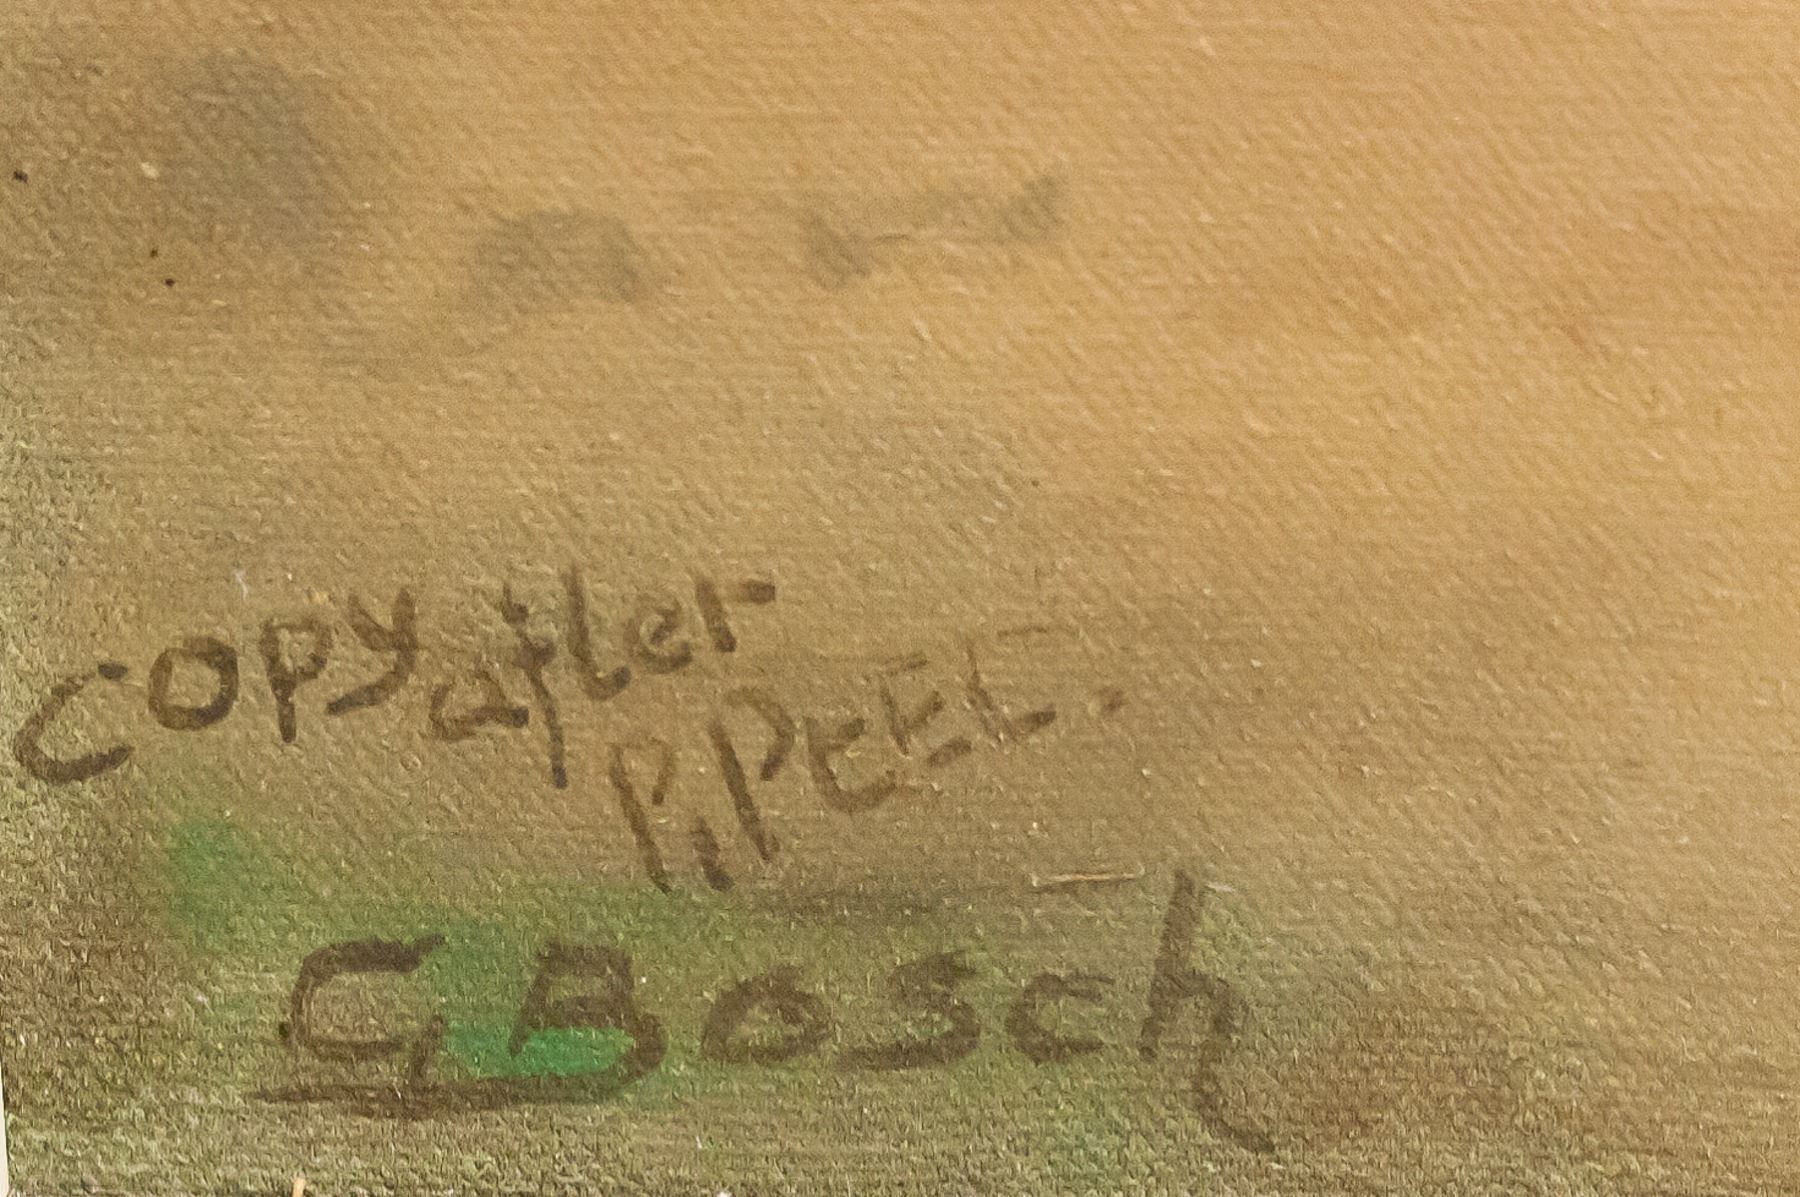 copy after
P. PEEL.
G Bosch